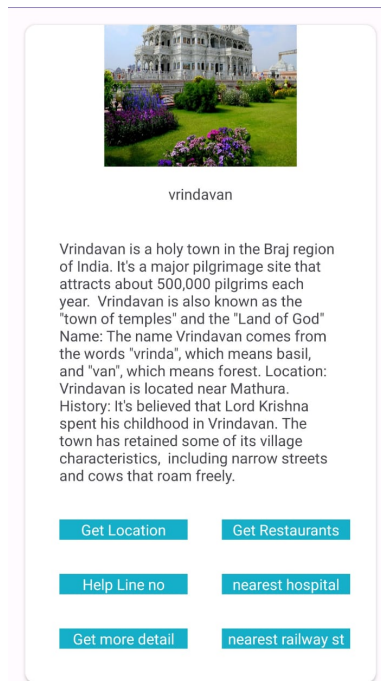 vrindavan
Vrindavan is a holy town in the Braj region
of India. It's a major pilgrimage site that
attracts about 500,000 pilgrims each
year.  Vrindavan is also known as the
"town of temples" and the "Land of God"
Name: The name Vrindavan comes from
the words "vrinda", which means basil,
and "van", which means forest. Location:
Vrindavan is located near Mathura.
History: It's believed that Lord Krishna
spent his childhood in Vrindavan. The
town has retained some of its village
characteristics,  including narrow streets
and cows that roam freely.
Get Location
Get Restaurants
Help Line no
nearest hospital
Get more detail
nearest railway st